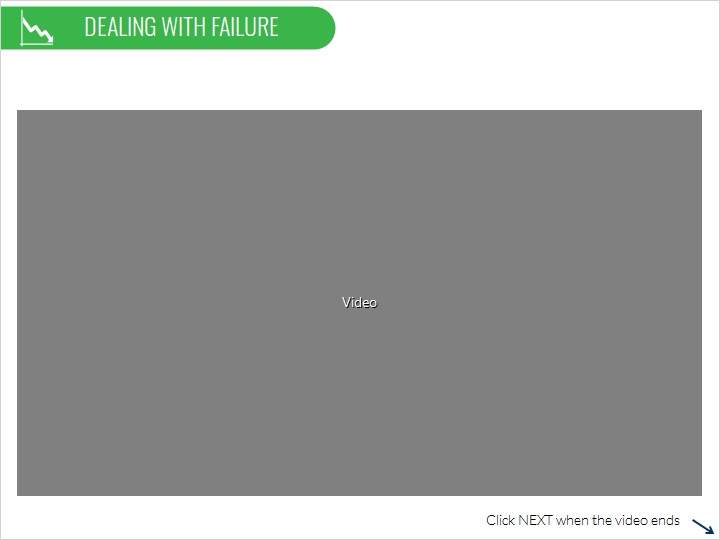 DEALING WITH FAILURE
Video
Click NEXT when the video ends